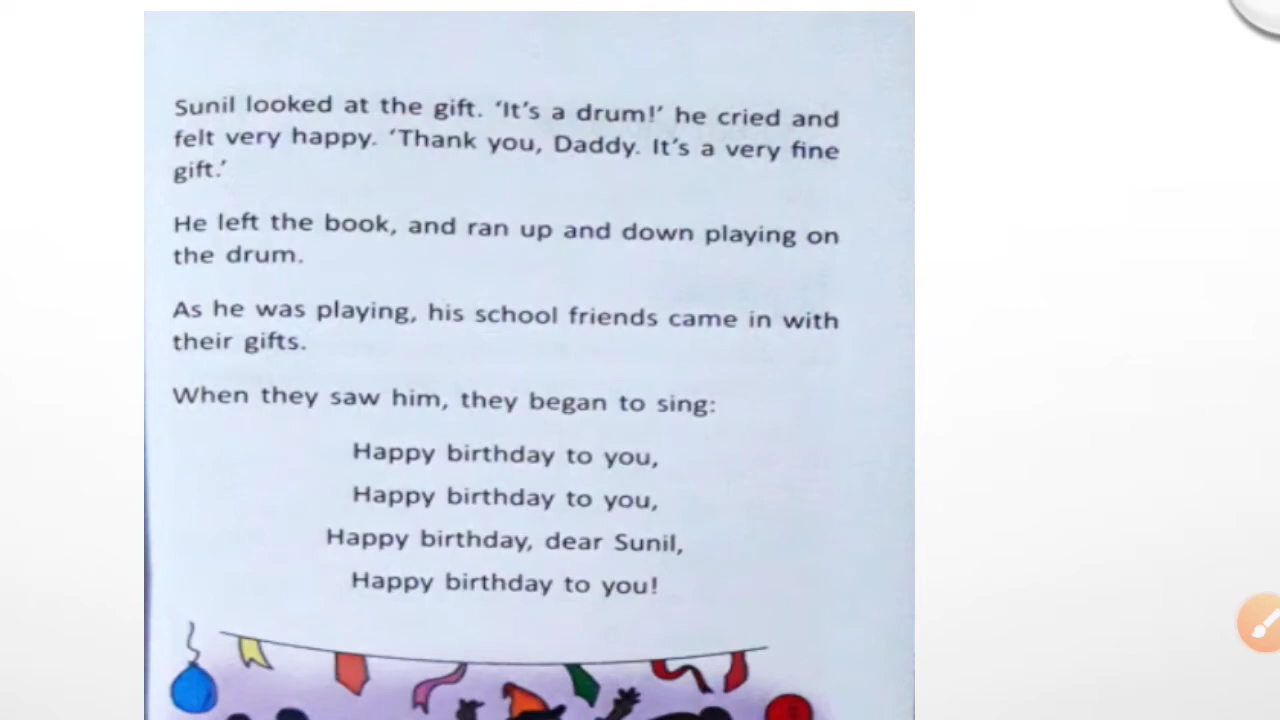 Sunil looked at the gift. ‘It’s a drum!’ he cried and
felt very happy. ‘Thank you, Daddy. It’s a very fine
gift.’
He left the book, and ran up and down playing on
the drum.
As he was playing, his school friends came in with
their gifts.
When they saw him, they began to sing:
Happy birthday to you,
Happy birthday to you,
Happy birthday, dear Sunil,
Happy birthday to you!